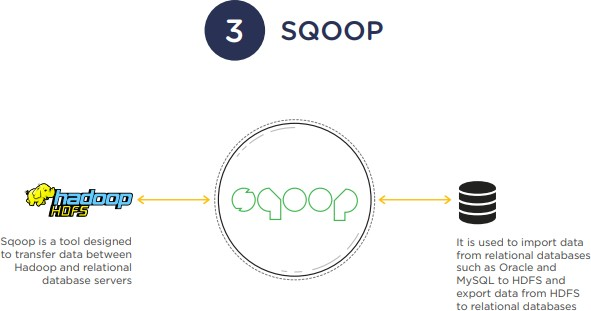 3 SQOOP
hadoop
HDFS
sqoop
Sqoop is a tool designed
to transfer data between
Hadoop and relational
database servers
It is used to import data
from relational databases
such as Oracle and
MySQL to HDFS and
export data from HDFS
to relational databases